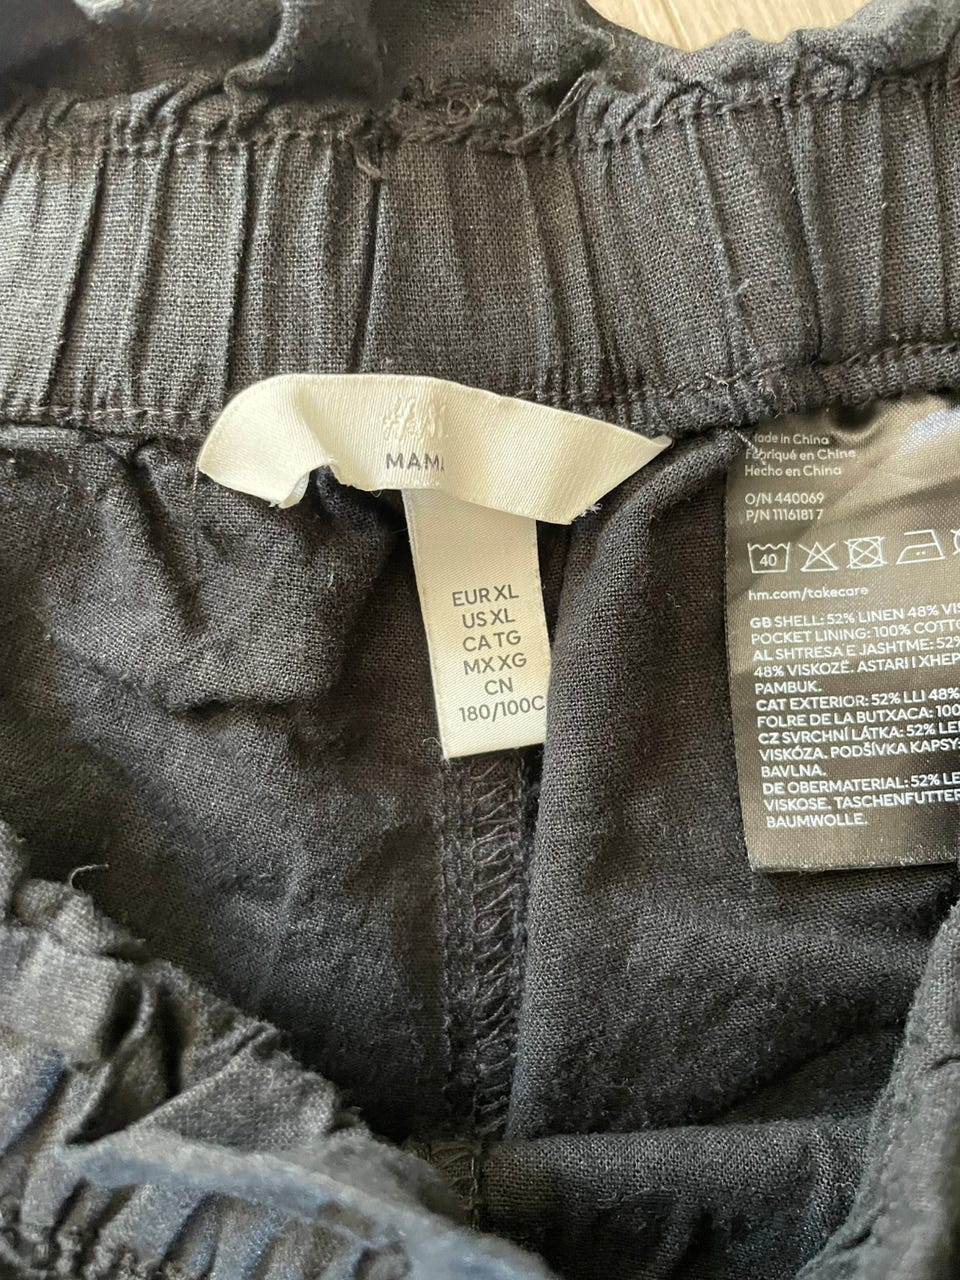 H&M
MAMA
EUR XL
US XL
CA TG
MX XG
CN
180/100C
Made in China
Fabriqué en Chine
Hecho en China
O/N 440069
P/N 1116181 7
40
hm.com/takecare
GB SHELL: 52% LINEN 48% VIS
POCKET LINING: 100% COTTO
AL SHTRESA E JASHTME: 52%
48% VISKOZË. ASTARI I XHEP
PAMBUK.
CAT EXTERIOR: 52% LLI 48%
FOLRE DE LA BUTXACA: 100
CZ SVRCHNÍ LÁTKA: 52% LE
VISKÓZA. PODŠÍVKA KAPSY:
BAVLNA.
DE OBERMATERIAL: 52% LE
VISKOSE. TASCHENFUTTER
BAUMWOLLE.